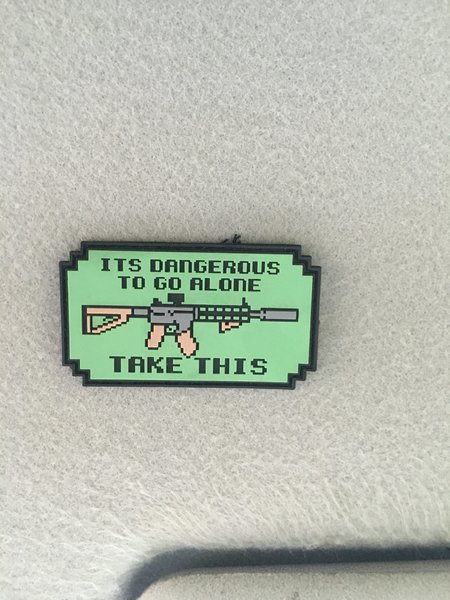 ITS DANGEROUS
TO GO ALONE
TAKE THIS